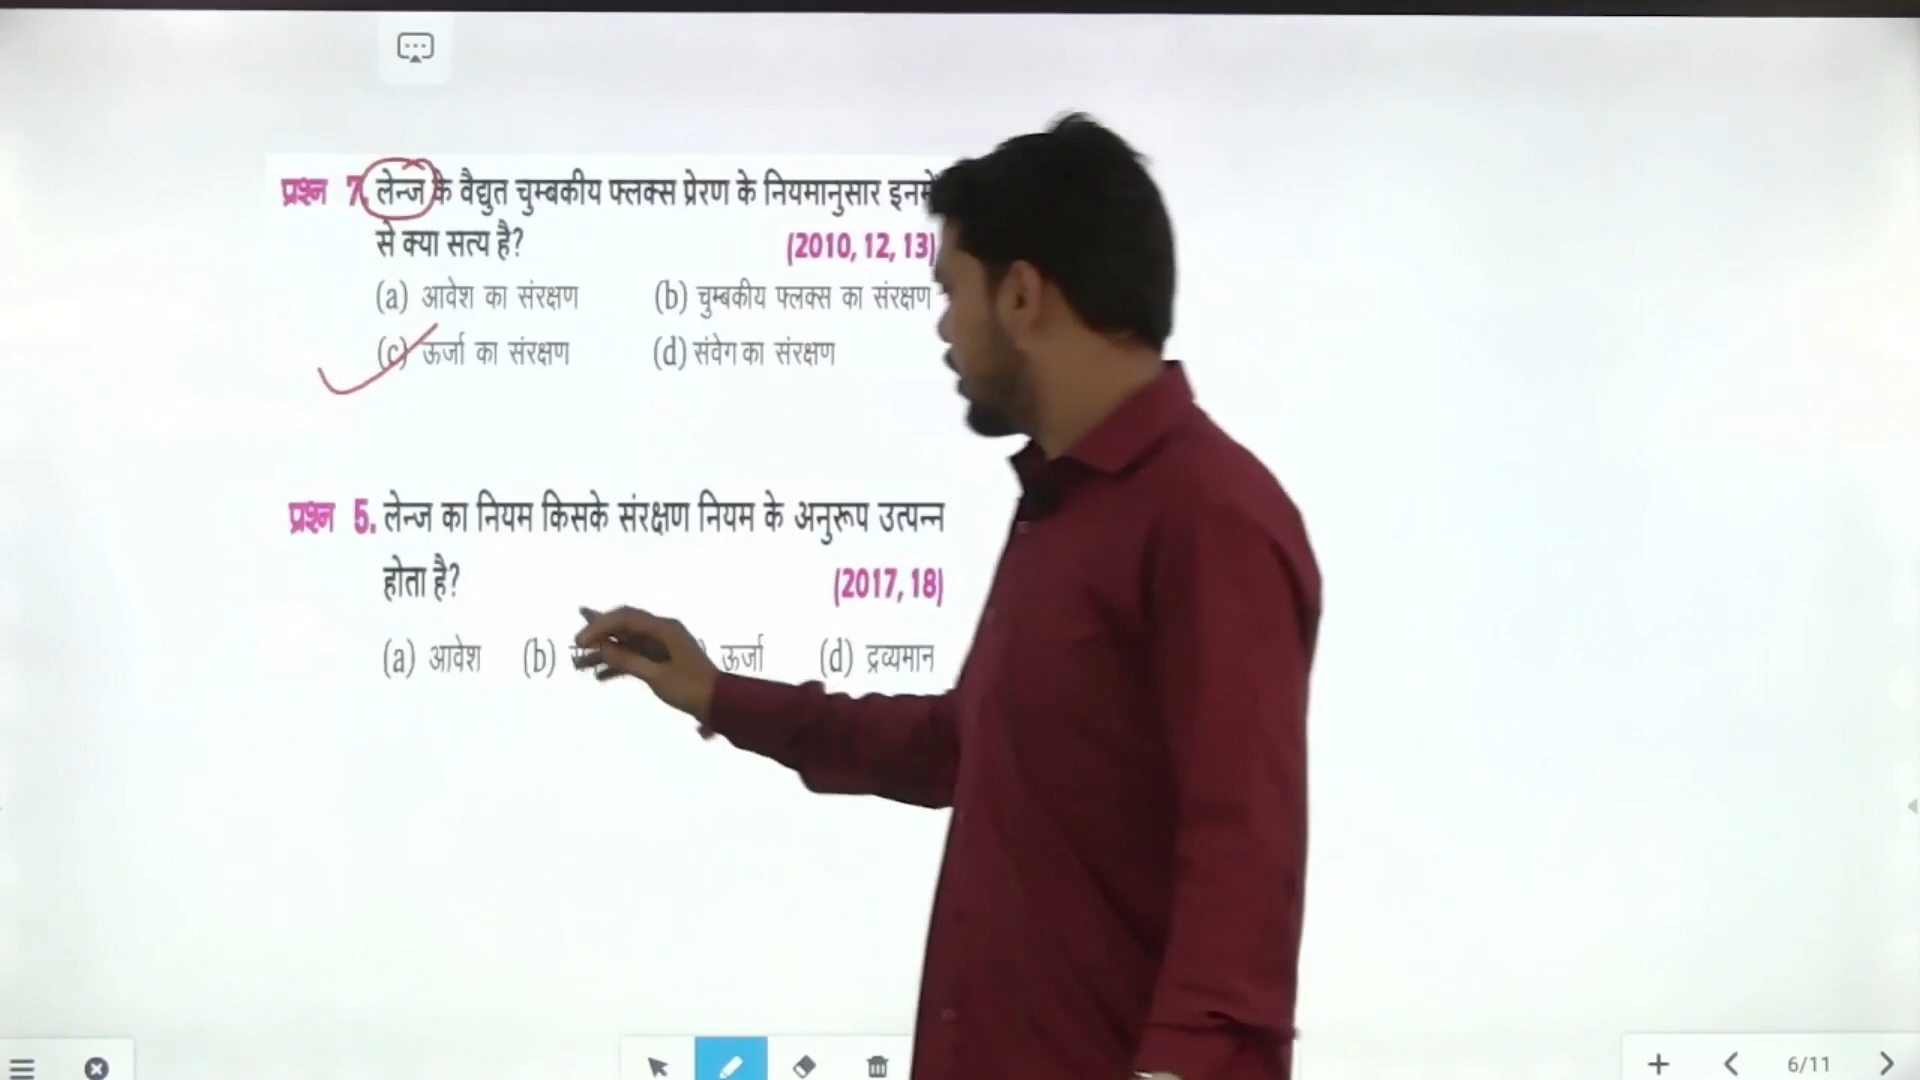 प्रश्न 7. लेन्ज के वैद्युत चुम्बकीय फ्लक्स प्रेरण के नियमानुसार इनमें
से क्या सत्य है? (2010, 12, 13)
(a) आवेश का संरक्षण (b) चुम्बकीय फ्लक्स का संरक्षण
(c) ऊर्जा का संरक्षण (d) संवेग का संरक्षण
प्रश्न 5. लेन्ज का नियम किसके संरक्षण नियम के अनुरूप उत्पन्न
होता है? (2017, 18)
(a) आवेश (b) ऊर्जा (d) द्रव्यमान
6/11